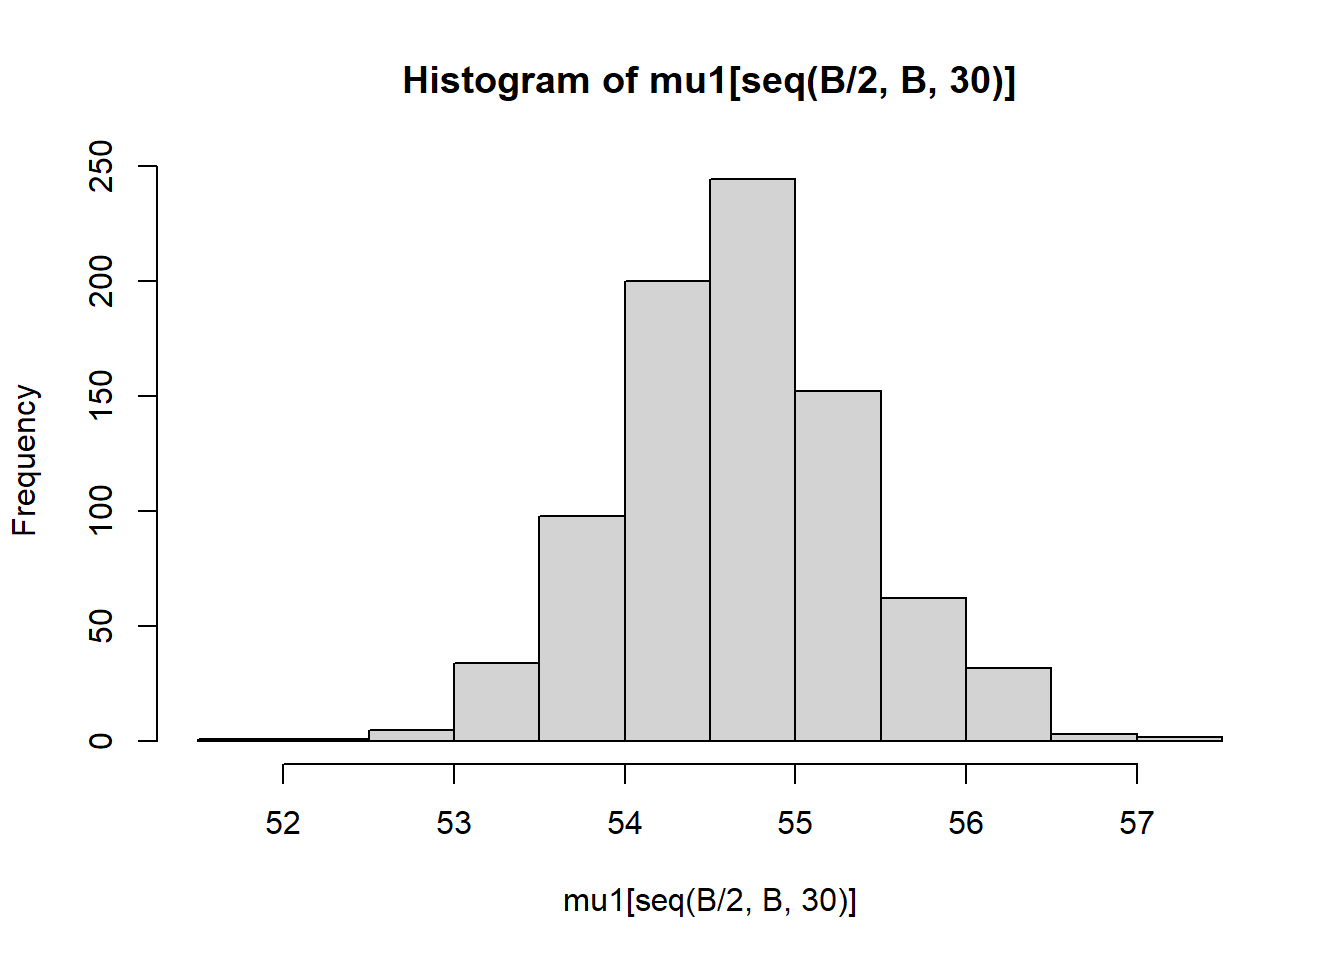 Histogram of mu1[seq(B/2, B, 30)]
Frequency
250
200
150
100
50
0
52 53 54 55 56 57
mu1[seq(B/2, B, 30)]